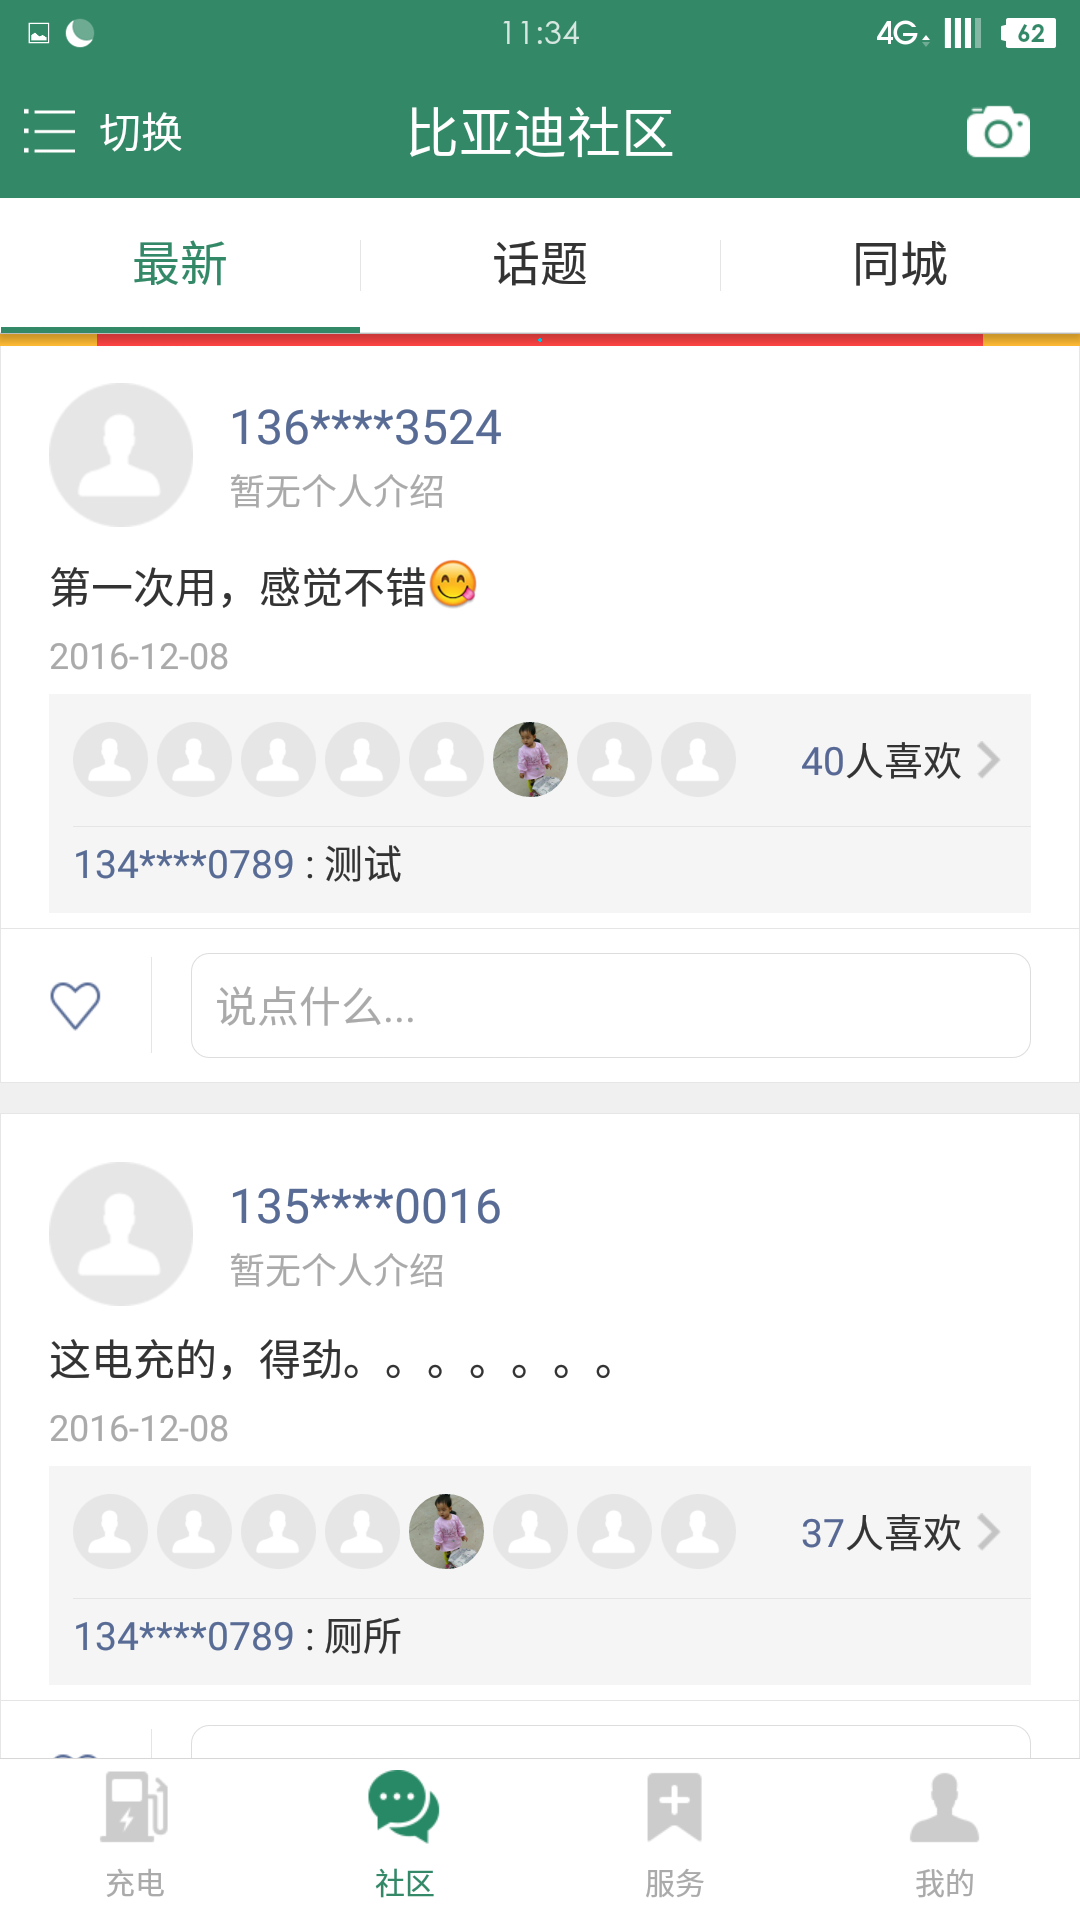 11:34 4G 62
切换 比亚迪社区
最新 话题 同城
136****3524
暂无个人介绍
第一次用，感觉不错😋
2016-12-08
40人喜欢
134****0789 : 测试
说点什么...
135****0016
暂无个人介绍
这电充的，得劲。。。。。。。
2016-12-08
37人喜欢
134****0789 : 厕所
充电 社区 服务 我的